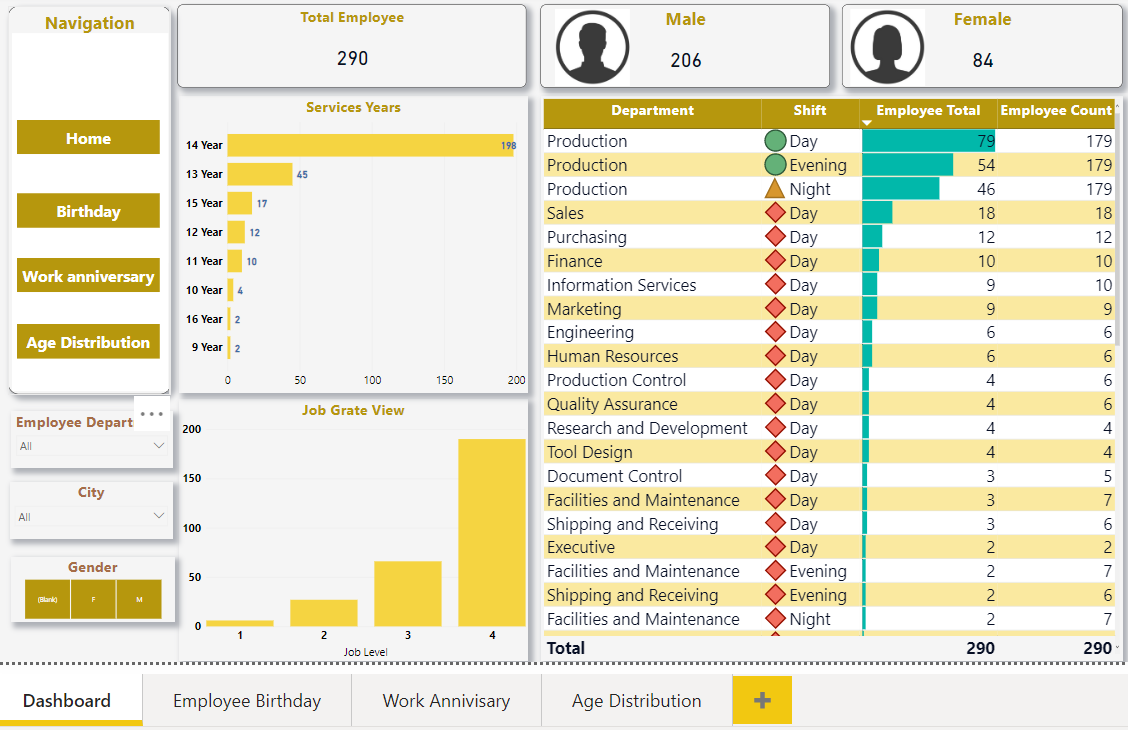 Navigation
Home
Birthday
Work anniversary
Age Distribution
Employee Depart
...
All
City
All
Gender
(Blank) F M
Total Employee
290
Male
206
Female
84
Services Years
14 Year 198
13 Year 45
15 Year 17
12 Year 12
11 Year 10
10 Year 4
16 Year 2
9 Year 2
0 50 100 150 200
Job Grate View
200
150
100
50
0
1 2 3 4
Job Level
Department Shift Employee Total Employee Count
Production Day 79 179
Production Evening 54 179
Production Night 46 179
Sales Day 18 18
Purchasing Day 12 12
Finance Day 10 10
Information Services Day 9 10
Marketing Day 9 9
Engineering Day 6 6
Human Resources Day 6 6
Production Control Day 4 6
Quality Assurance Day 4 6
Research and Development Day 4 4
Tool Design Day 4 4
Document Control Day 3 5
Facilities and Maintenance Day 3 7
Shipping and Receiving Day 3 6
Executive Day 2 2
Facilities and Maintenance Evening 2 7
Shipping and Receiving Evening 2 6
Facilities and Maintenance Night 2 7
Total 290 290
Dashboard Employee Birthday Work Annivisary Age Distribution +